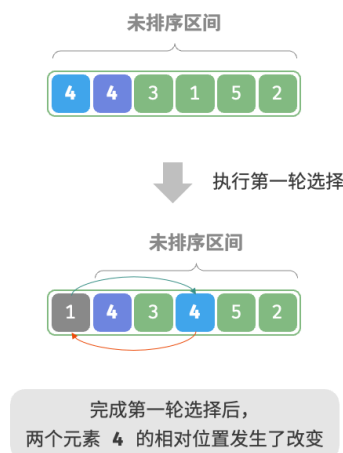 未排序区间
4 4 3 1 5 2
执行第一轮选择
未排序区间
1 4 3 4 5 2
完成第一轮选择后，
两个元素 4 的相对位置发生了改变